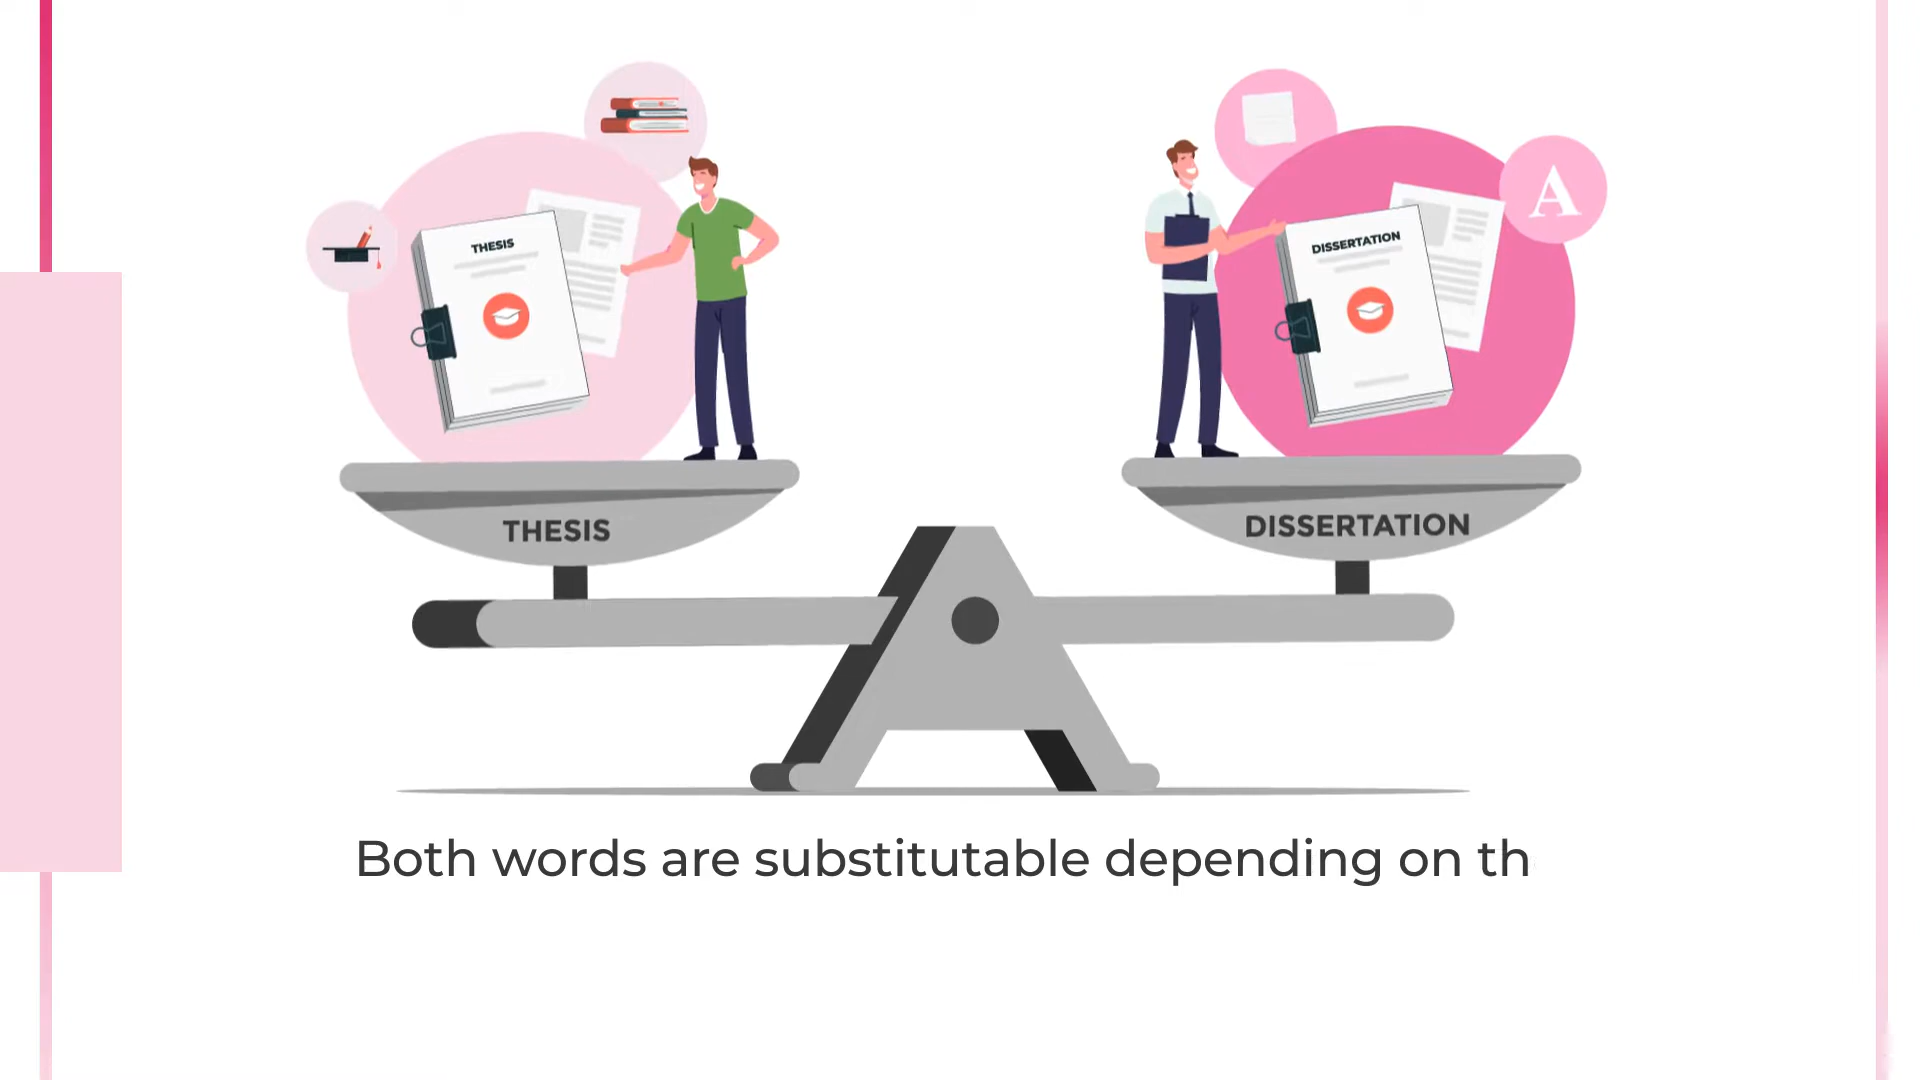 THESIS
DISSERTATION
A
THESIS
DISSERTATION
Both words are substitutable depending on th